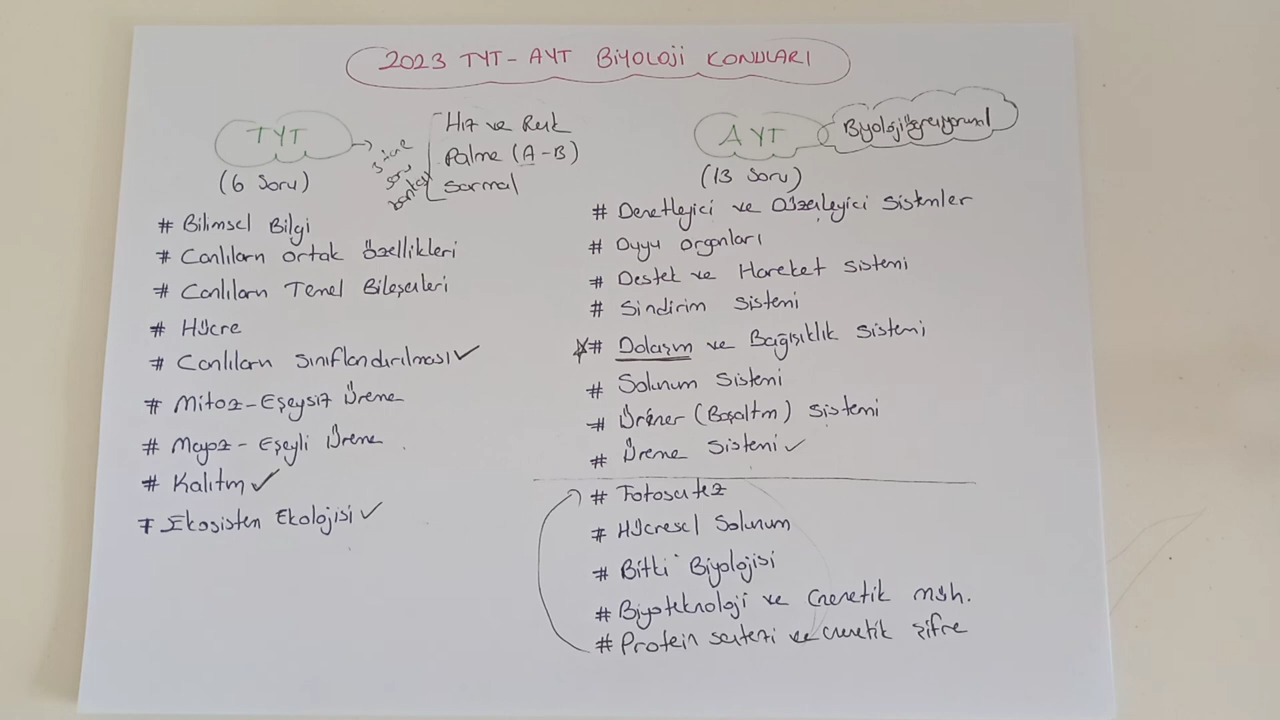 2023 TYT-AYT BİYOLOJİ KONULARI
TYT
(6 Soru)
Hız ve Renk
Palme (A-B)
Sarmal
# Bilimsel Bilgi
# Canlıların ortak özellikleri
# Canlıların Temel Bileşenleri
# Hücre
# Canlıların sınıflandırılması ✓
# Mitoz-Eşeysiz Üreme
# Mayoz - Eşeyli Üreme
# Kalıtım ✓
# Ekosistem Ekolojisi ✓
AYT
Biyoloji Öğreniyorum!
(13 Soru)
# Denetleyici ve Düzenleyici Sistemler
# Duyu organları
# Destek ve Hareket sistemi
# Sindirim Sistemi
# Dolaşım ve Bağışıklık Sistemi
# Solunum Sistemi
# Üriner (Boşaltım) Sistemi
# Üreme Sistemi ✓
# Fotosentez
# Hücresel Solunum
# Bitki Biyolojisi
# Biyoteknoloji ve Genetik müh.
# Protein sentezi ve Genetik şifre